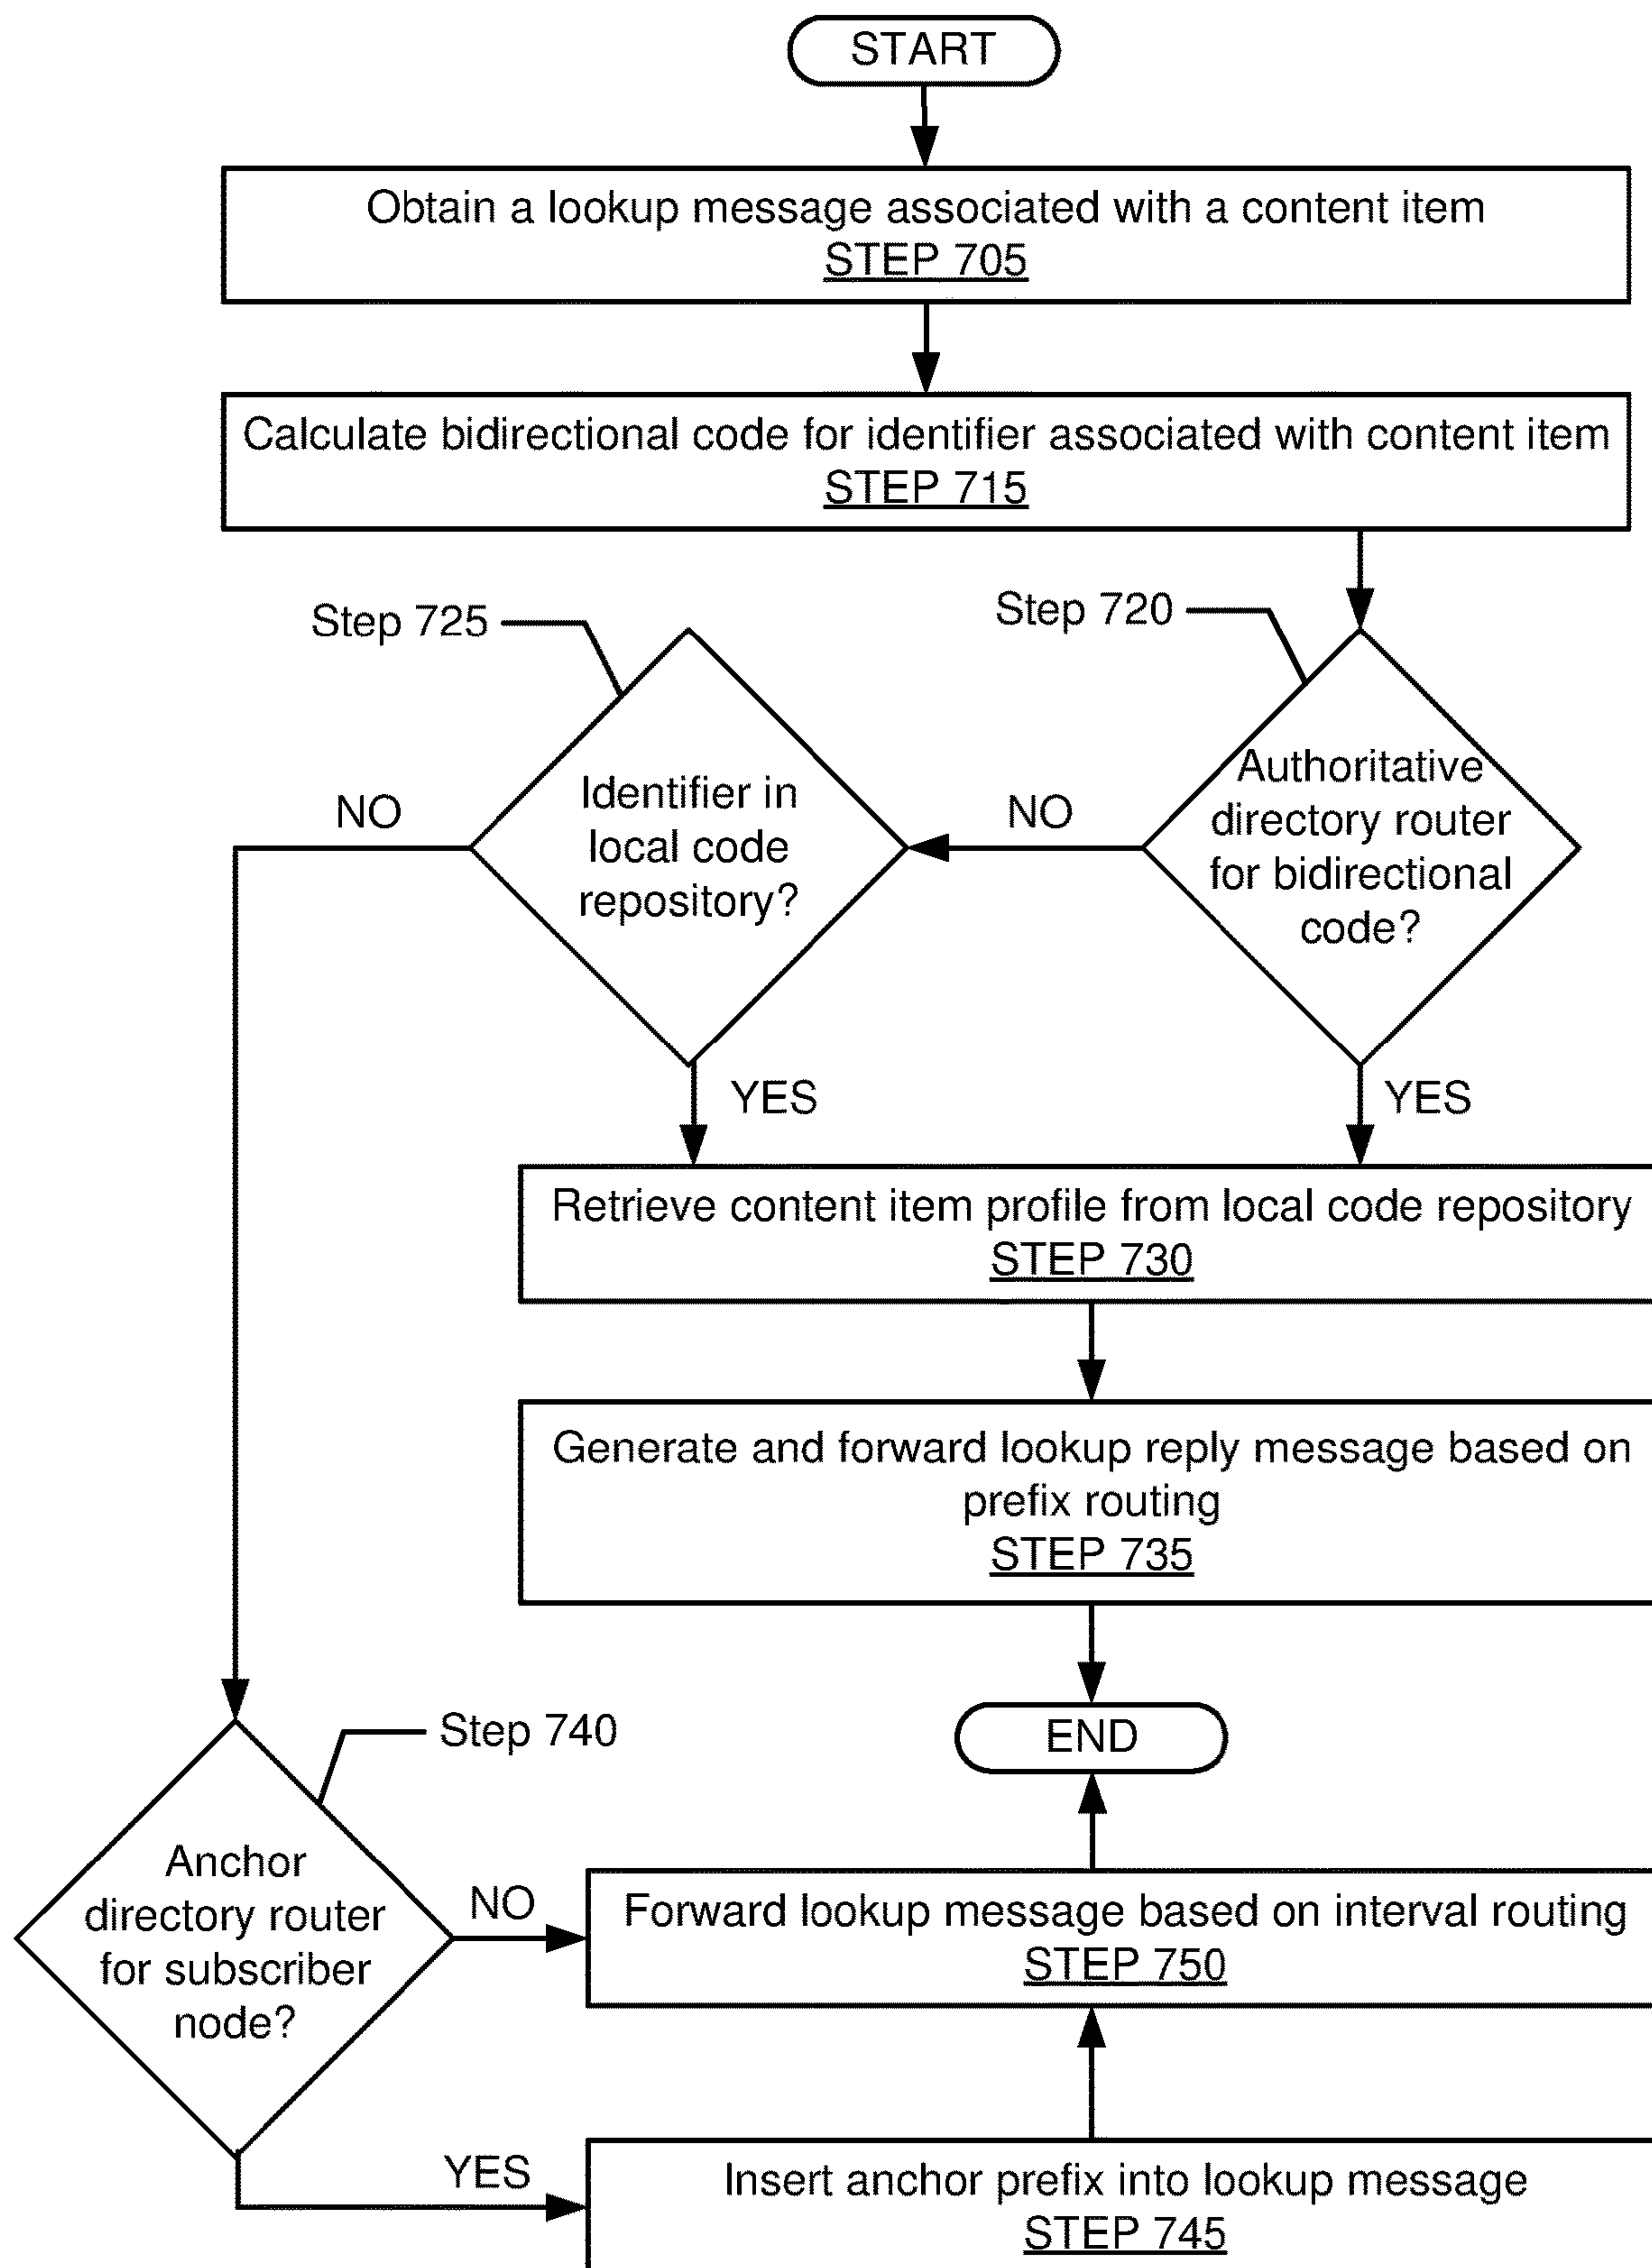 START
Obtain a lookup message associated with a content item
STEP 705
Calculate bidirectional code for identifier associated with content item
STEP 715
Step 725
Step 720
Identifier in
local code
repository?
NO
Authoritative
directory router
for bidirectional
code?
NO
YES
YES
Retrieve content item profile from local code repository
STEP 730
Generate and forward lookup reply message based on
prefix routing
STEP 735
END
Step 740
Anchor
directory router
for subscriber
node?
NO
Forward lookup message based on interval routing
STEP 750
YES
Insert anchor prefix into lookup message
STEP 745